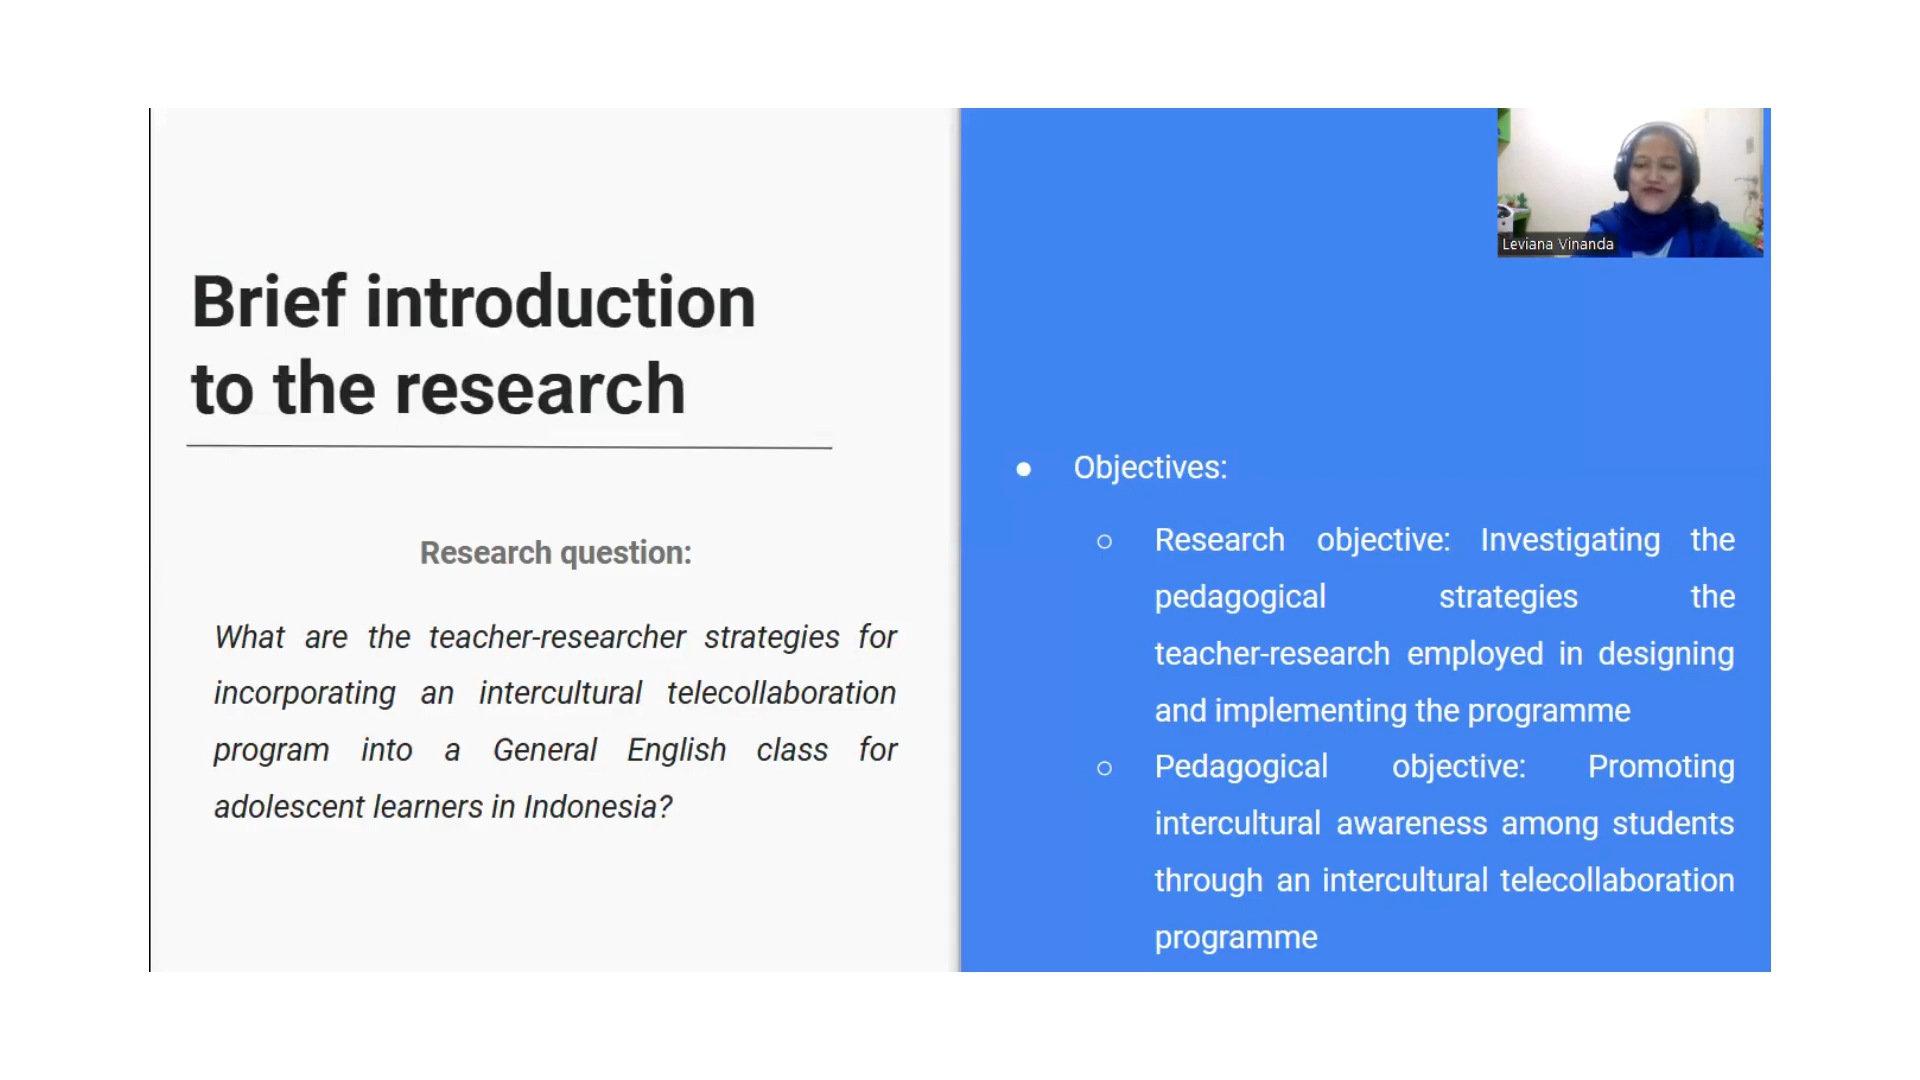 Brief introduction
to the research
Research question:
What are the teacher-researcher strategies for
incorporating an intercultural telecollaboration
program into a General English class for
adolescent learners in Indonesia?
Leviana Vinanda
● Objectives:
○ Research objective: Investigating the
pedagogical strategies the
teacher-research employed in designing
and implementing the programme
○ Pedagogical objective: Promoting
intercultural awareness among students
through an intercultural telecollaboration
programme